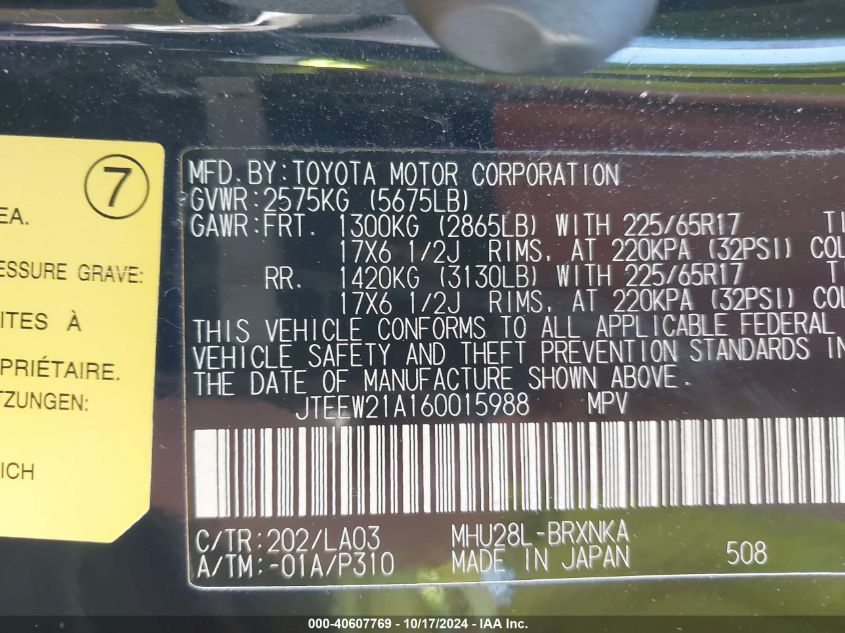 7
EA.
ESSURE GRAVE:
ITES À
PRIÉTAIRE.
TZUNGEN:
ICH
MFD. BY: TOYOTA MOTOR CORPORATION
GVWR: 2575KG (5675LB)
GAWR: FRT. 1300KG (2865LB) WITH 225/65R17 TI
17X6 1/2J RIMS, AT 220KPA (32PSI) COL
RR. 1420KG (3130LB) WITH 225/65R17 T
17X6 1/2J RIMS, AT 220KPA (32PSI) COL
THIS VEHICLE CONFORMS TO ALL APPLICABLE FEDERAL
VEHICLE SAFETY AND THEFT PREVENTION STANDARDS IN
THE DATE OF MANUFACTURE SHOWN ABOVE.
JTEEW21A160015988 MPV
C/TR: 202/LA03 MHU28L-BRXNKA
A/TM: -01A/P310 MADE IN JAPAN 508
000-40607769 - 10/17/2024 - IAA Inc.